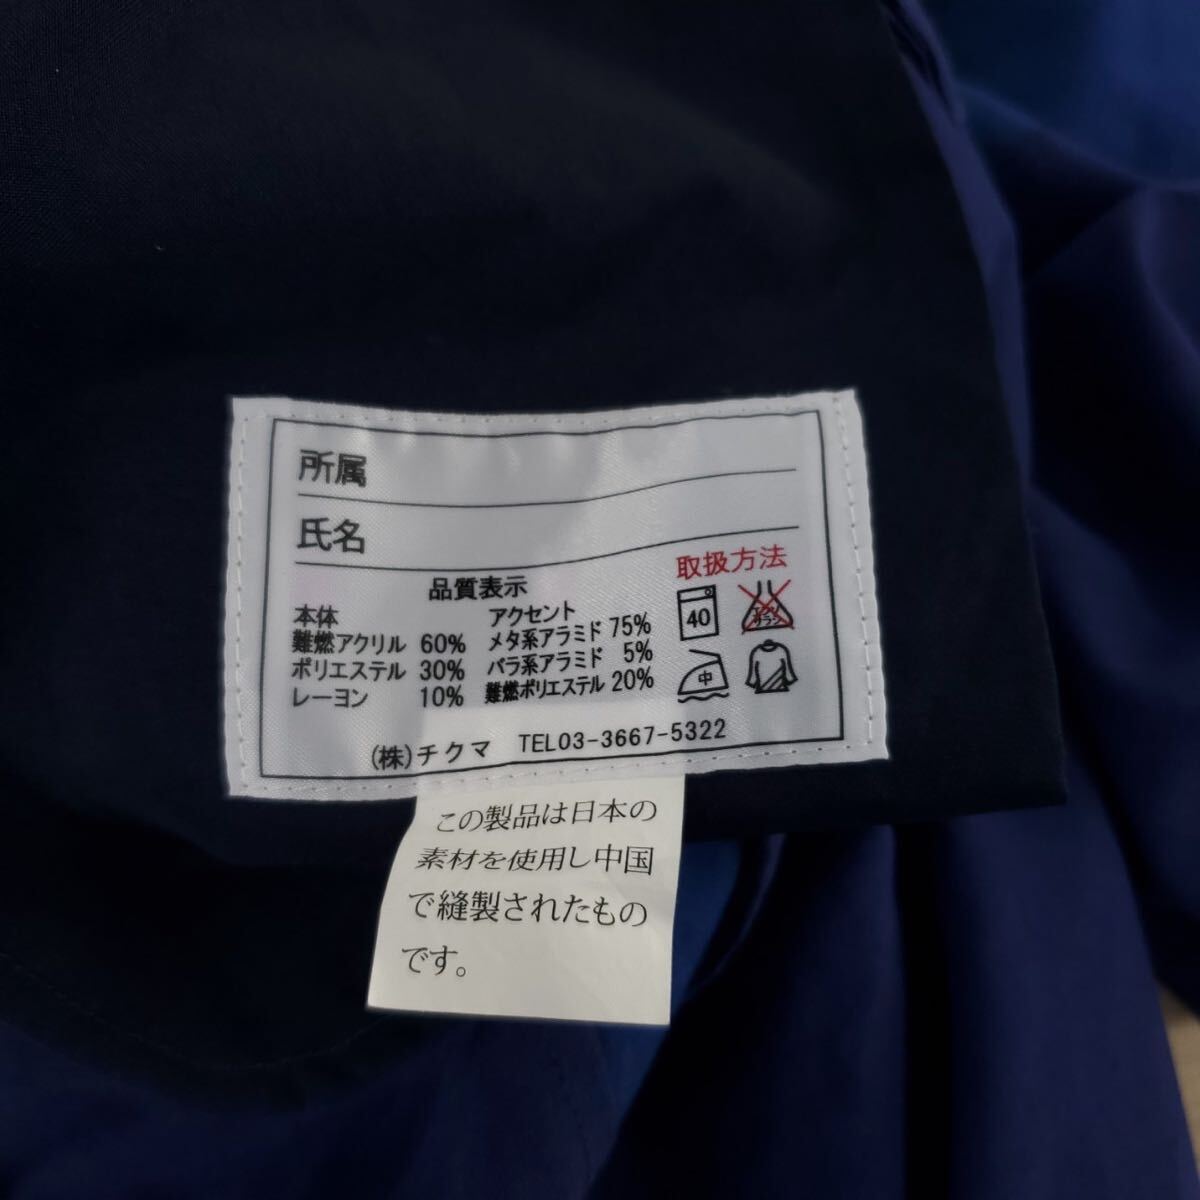 所属
氏名
品質表示
本体
難燃アクリル 60%
ポリエステル 30%
レーヨン 10%
アクセント
メタ系アラミド 75%
パラ系アラミド 5%
難燃ポリエステル 20%
取扱方法
40
中
(株)チクマ TEL03-3667-5322
この製品は日本の
素材を使用し中国
で縫製されたもの
です。